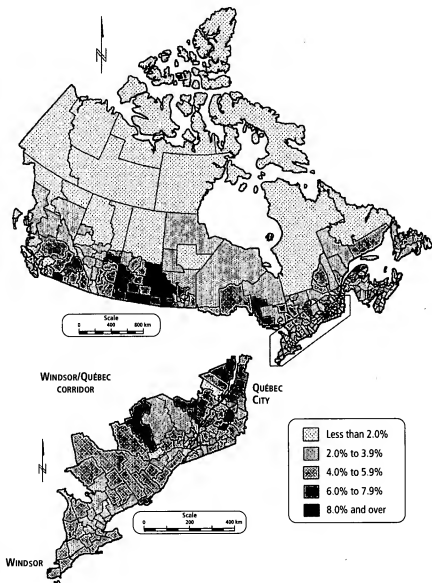 N
Scale
0 400 800 km
WINDSOR/QUÉBEC
CORRIDOR
QUÉBEC
CITY
N
Less than 2.0%
2.0% to 3.9%
4.0% to 5.9%
6.0% to 7.9%
8.0% and over
Scale
0 200 400 km
WINDSOR